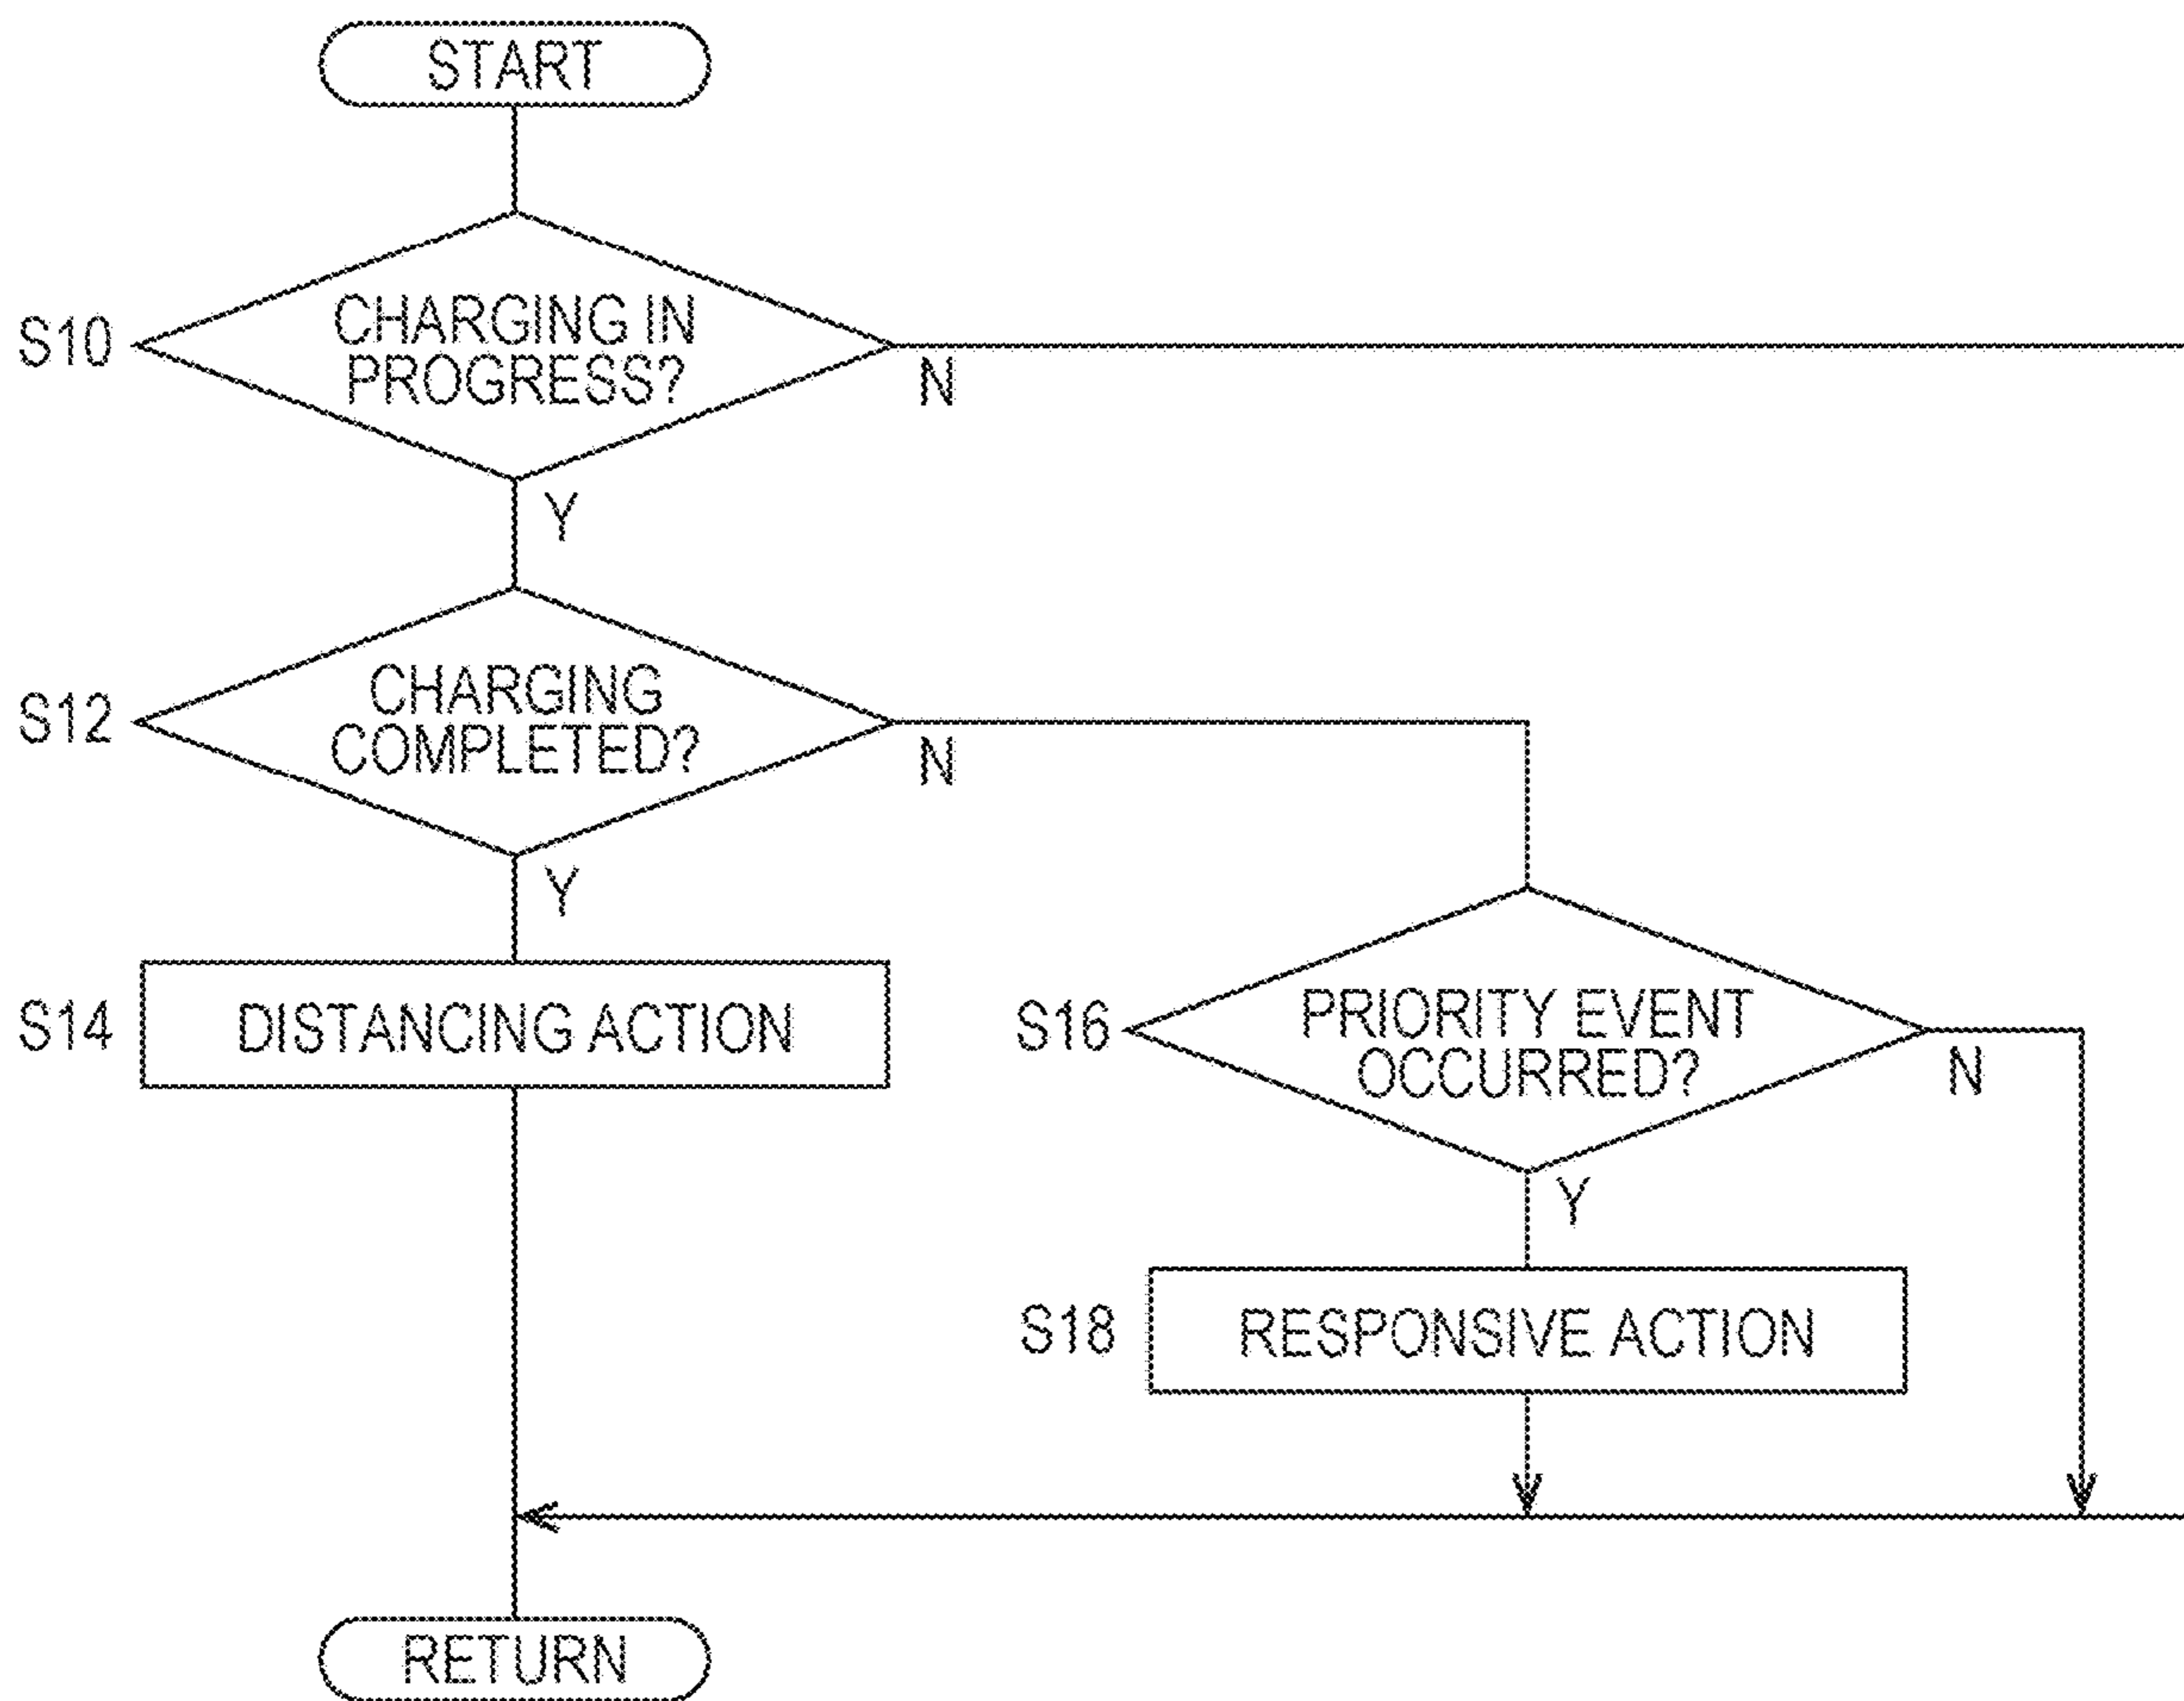 START
S10
CHARGING IN
PROGRESS?
N
Y
S12
CHARGING
COMPLETED?
N
Y
S14
DISTANCING ACTION
S16
PRIORITY EVENT
OCCURRED?
N
Y
S18
RESPONSIVE ACTION
RETURN